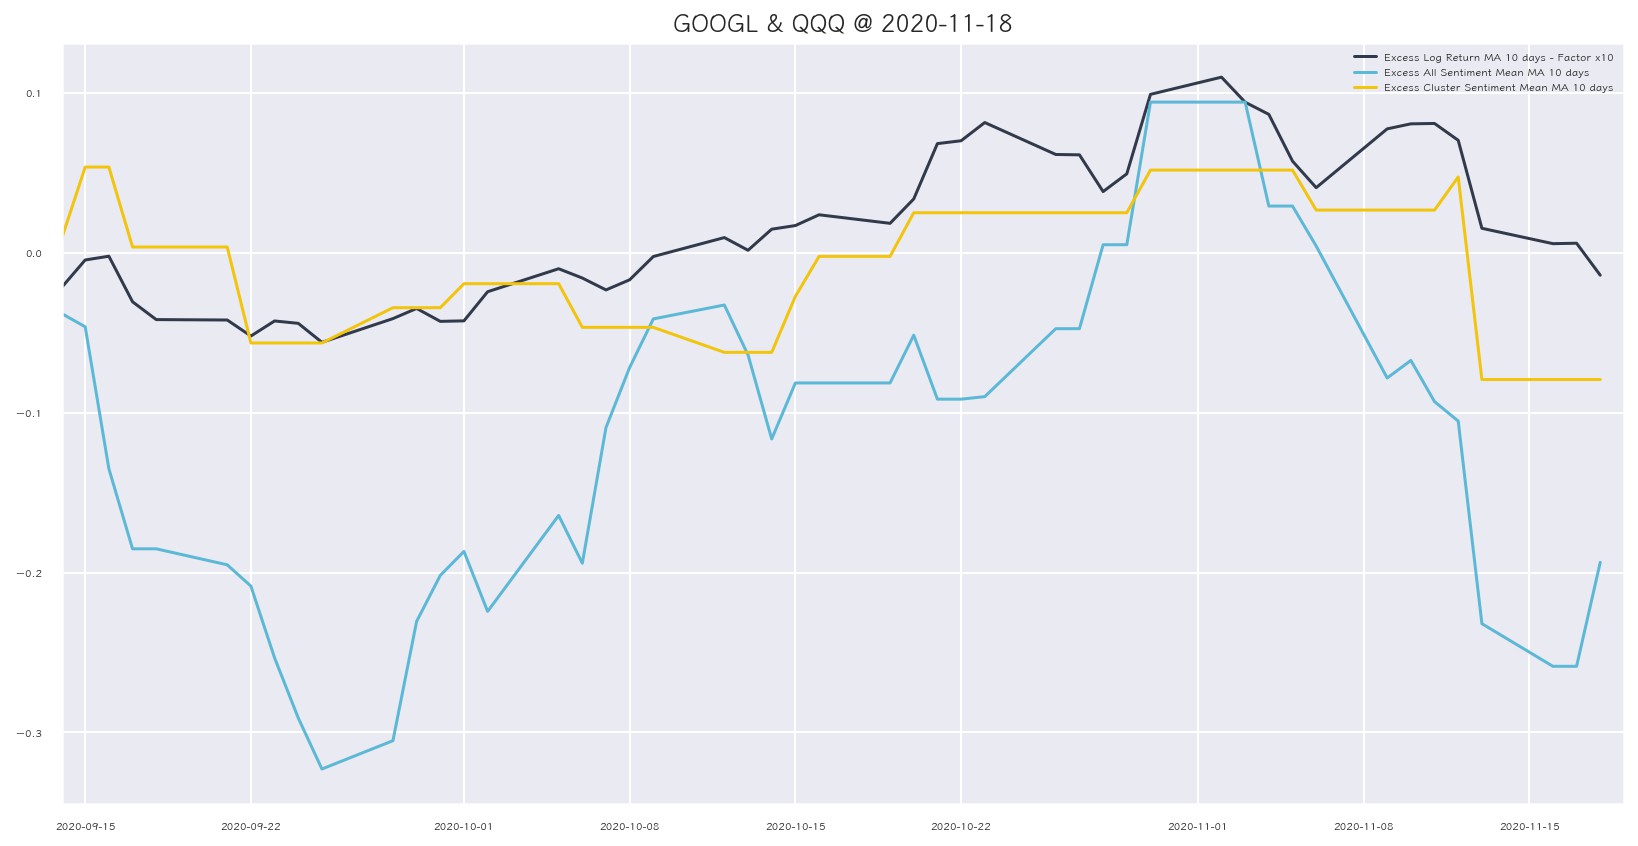 GOOGL & QQQ @ 2020-11-18
Excess Log Return MA 10 days - Factor x10
Excess All Sentiment Mean MA 10 days
Excess Cluster Sentiment Mean MA 10 days
0.1
0.0
−0.1
−0.2
−0.3
2020-09-15 2020-09-22 2020-10-01 2020-10-08 2020-10-15 2020-10-22 2020-11-01 2020-11-08 2020-11-15